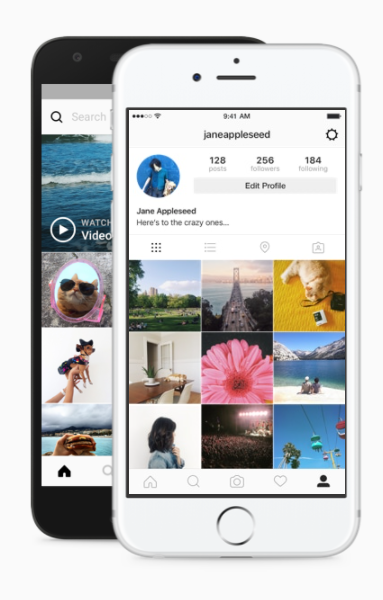 Search
WATCH
Video
9:41 AM
janeappleseed
128
posts
256
followers
184
following
Edit Profile
Jane Appleseed
Here's to the crazy ones...